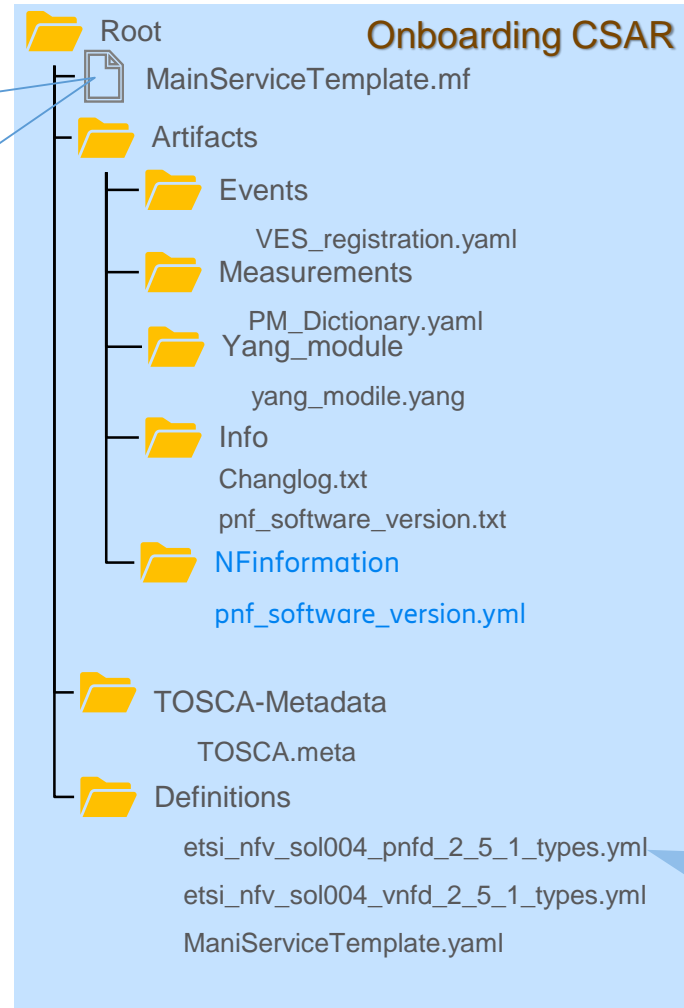 Root
Onboarding CSAR
MainServiceTemplate.mf
Artifacts
Events
VES_registration.yaml
Measurements
PM_Dictionary.yaml
Yang_module
yang_modile.yang
Info
Changlog.txt
pnf_software_version.txt
NFinformation
pnf_software_version.yml
TOSCA-Metadata
TOSCA.meta
Definitions
etsi_nfv_sol004_pnfd_2_5_1_types.yml
etsi_nfv_sol004_vnfd_2_5_1_types.yml
ManiServiceTemplate.yaml